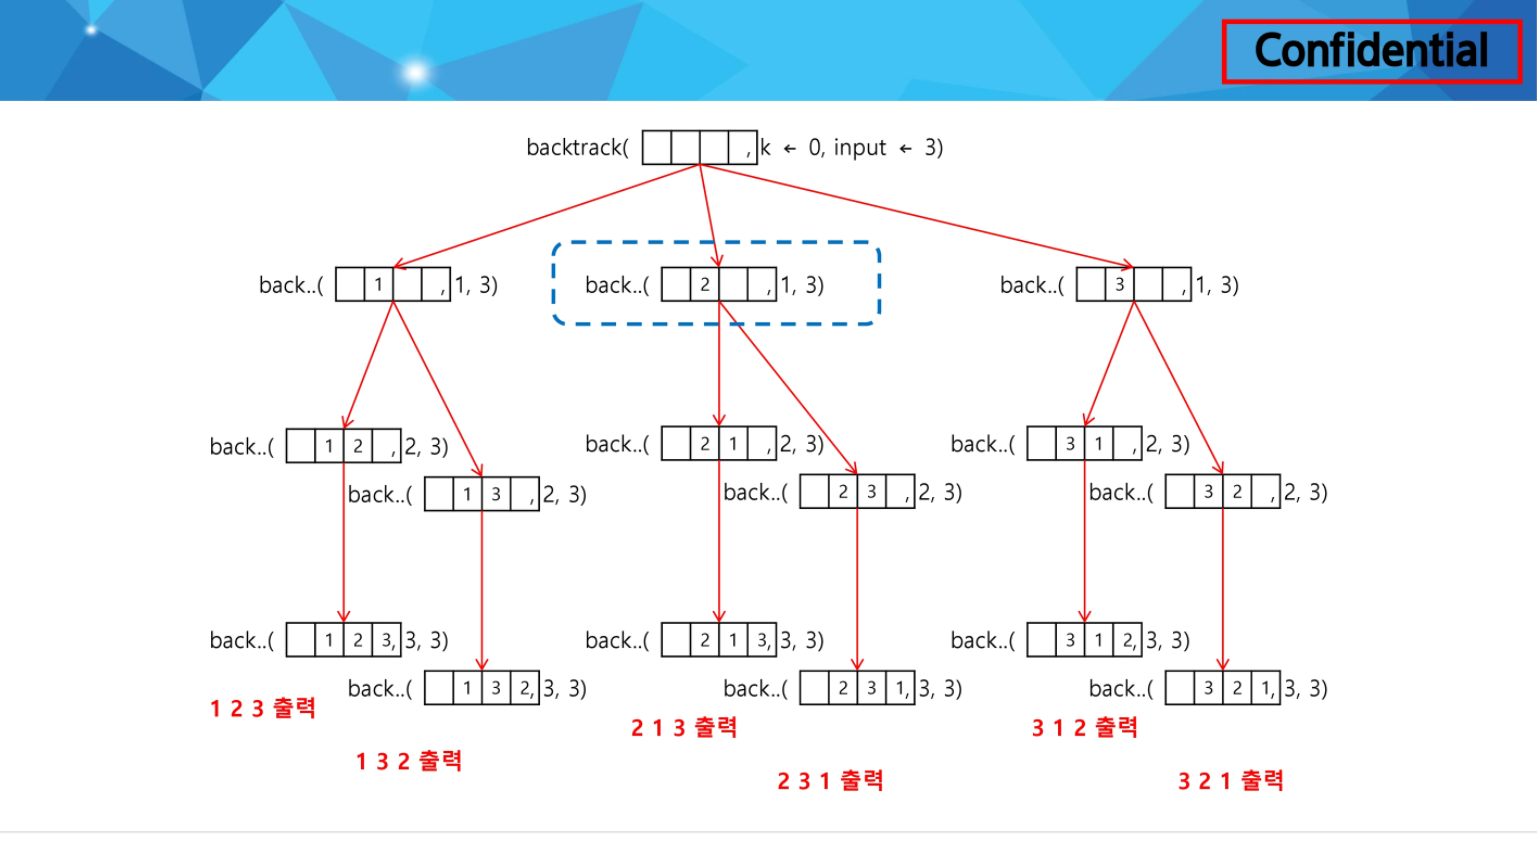 Confidential
backtrack( , k ← 0, input ← 3)
back..( 1 , 1, 3)
back..( 2 , 1, 3)
back..( 3 , 1, 3)
back..( 1 2 , 2, 3)
back..( 1 3 , 2, 3)
back..( 2 1 , 2, 3)
back..( 2 3 , 2, 3)
back..( 3 1 , 2, 3)
back..( 3 2 , 2, 3)
back..( 1 2 3, 3, 3)
back..( 1 3 2, 3, 3)
back..( 2 1 3, 3, 3)
back..( 2 3 1, 3, 3)
back..( 3 1 2, 3, 3)
back..( 3 2 1, 3, 3)
1 2 3 출력
1 3 2 출력
2 1 3 출력
2 3 1 출력
3 1 2 출력
3 2 1 출력